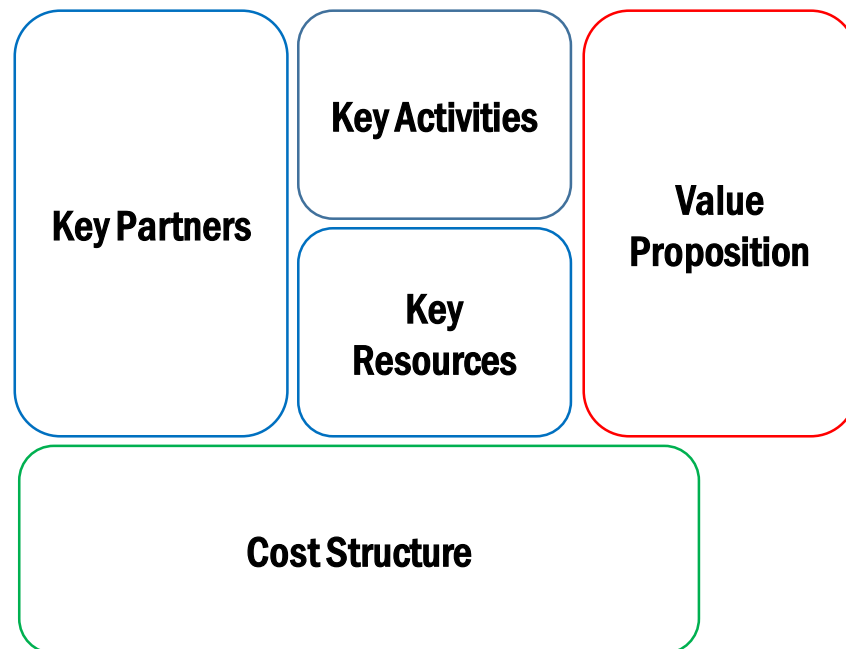 Key Partners
Key Activities
Key
Resources
Value
Proposition
Cost Structure